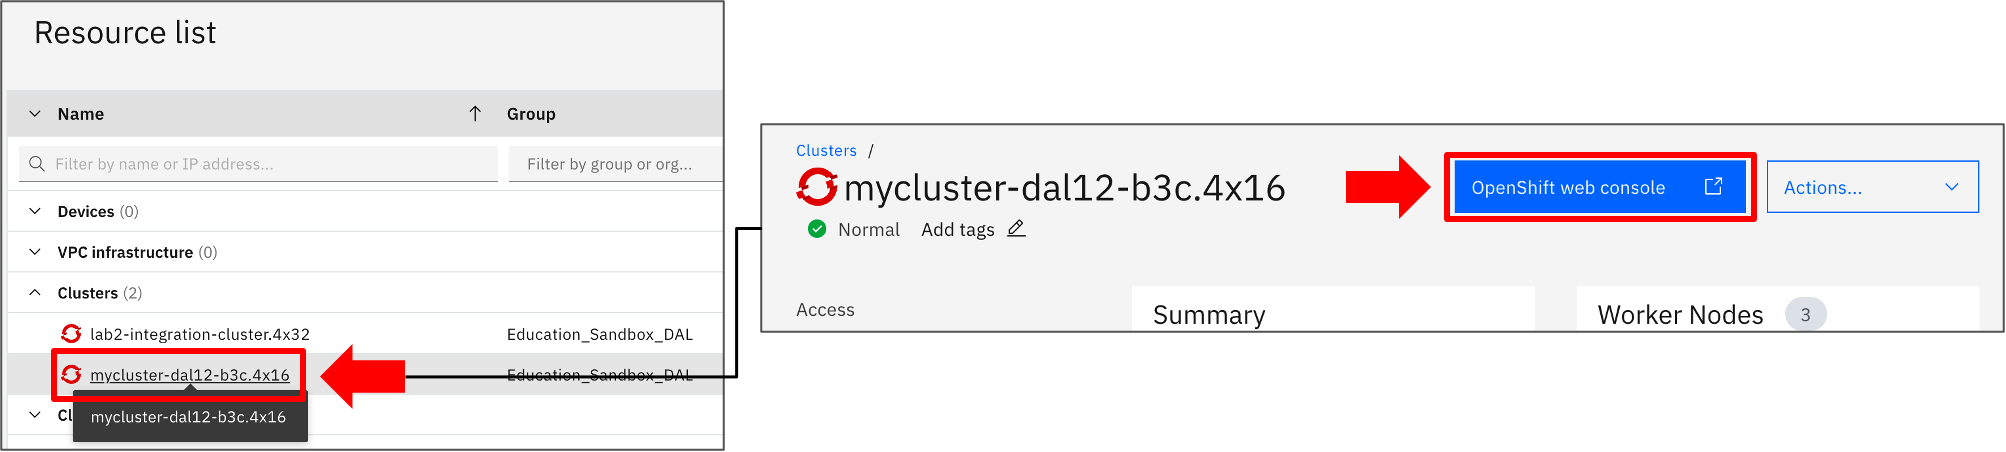 Resource list
Name
Group
Filter by name or IP address...
Filter by group or org...
Devices (0)
VPC infrastructure (0)
Clusters (2)
lab2-integration-cluster.4x32
Education_Sandbox_DAL
mycluster-dal12-b3c.4x16
Education_Sandbox_DAL
mycluster-dal12-b3c.4x16
Clusters /
mycluster-dal12-b3c.4x16
OpenShift web console
Actions...
Normal
Add tags
Access
Summary
Worker Nodes 3